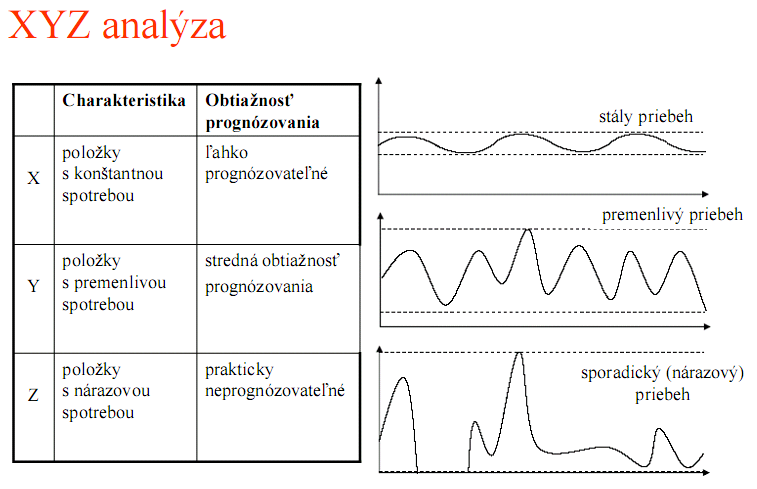 XYZ analýza
Charakteristika
Obtiažnosť
prognózovania
X
položky
s konštantnou
spotrebou
ľahko
prognózovateľné
Y
položky
s premenlivou
spotrebou
stredná obtiažnosť
prognózovania
Z
položky
s nárazovou
spotrebou
prakticky
neprognózovateľné
stály priebeh
premenlivý priebeh
sporadický (nárazový)
priebeh